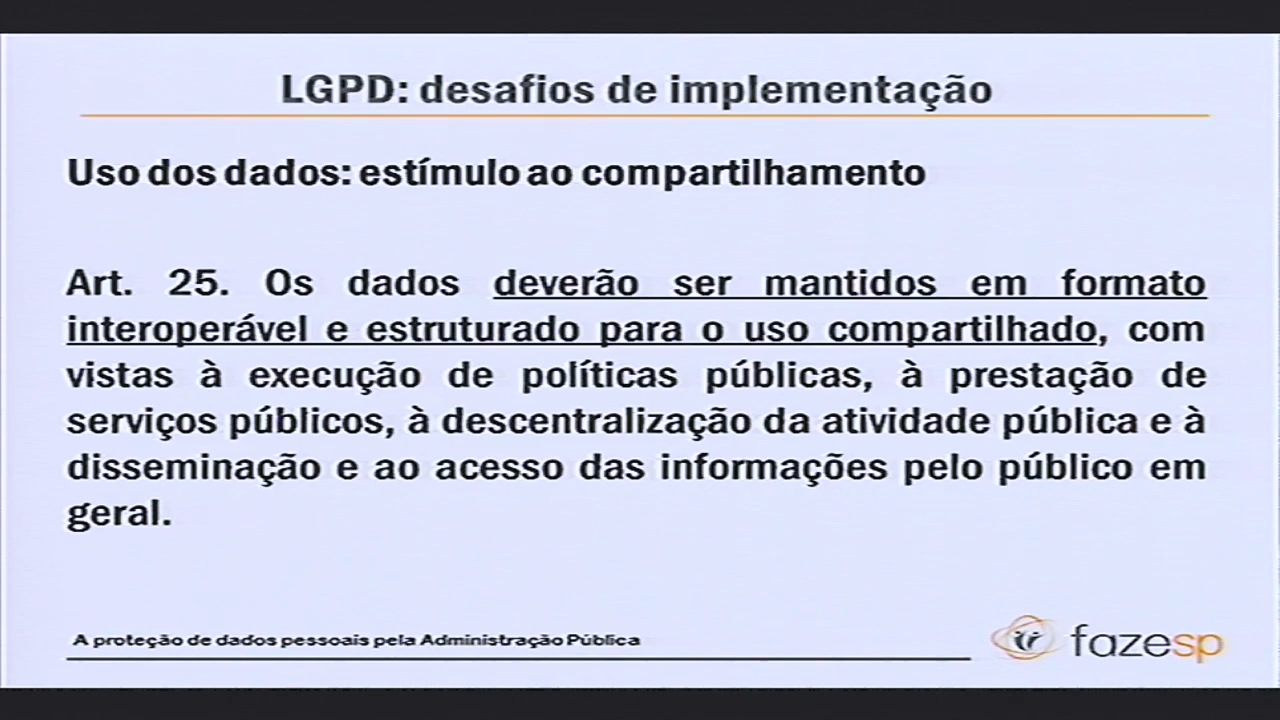 LGPD: desafios de implementação
Uso dos dados: estímulo ao compartilhamento
Art. 25. Os dados deverão ser mantidos em formato
interoperável e estruturado para o uso compartilhado, com
vistas à execução de políticas públicas, à prestação de
serviços públicos, à descentralização da atividade pública e à
disseminação e ao acesso das informações pelo público em
geral.
A proteção de dados pessoais pela Administração Pública
fazesp